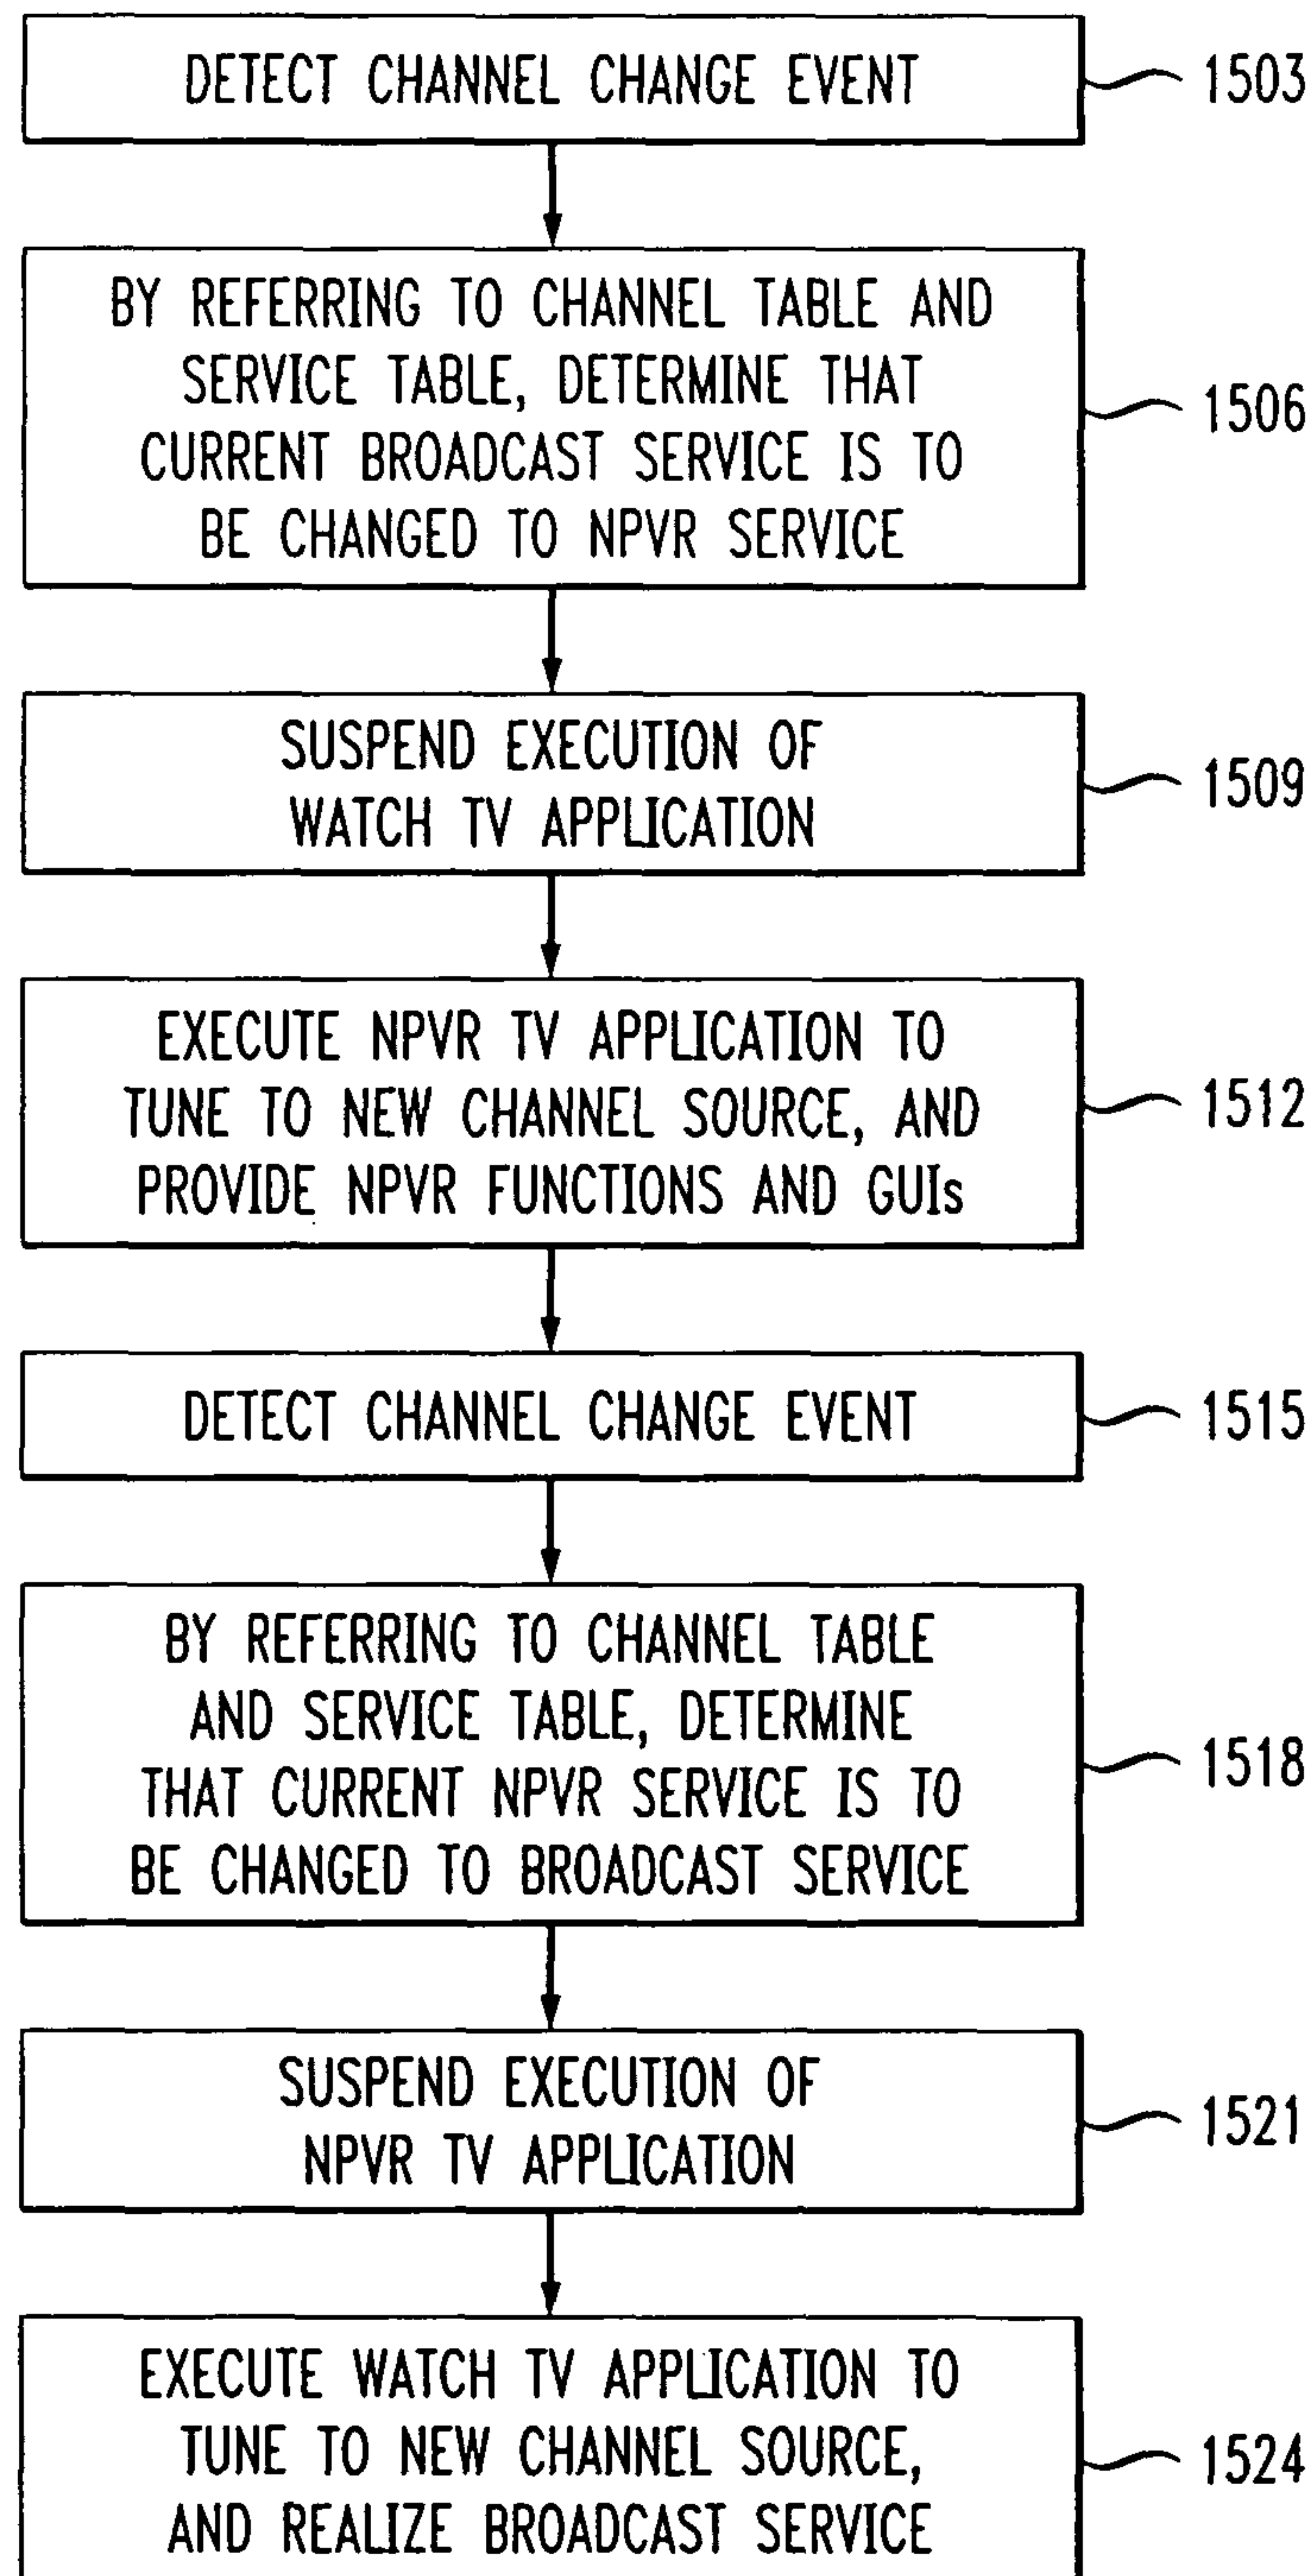 DETECT CHANNEL CHANGE EVENT
1503
BY REFERRING TO CHANNEL TABLE AND
SERVICE TABLE, DETERMINE THAT
CURRENT BROADCAST SERVICE IS TO
BE CHANGED TO NPVR SERVICE
1506
SUSPEND EXECUTION OF
WATCH TV APPLICATION
1509
EXECUTE NPVR TV APPLICATION TO
TUNE TO NEW CHANNEL SOURCE, AND
PROVIDE NPVR FUNCTIONS AND GUIs
1512
DETECT CHANNEL CHANGE EVENT
1515
BY REFERRING TO CHANNEL TABLE
AND SERVICE TABLE, DETERMINE
THAT CURRENT NPVR SERVICE IS TO
BE CHANGED TO BROADCAST SERVICE
1518
SUSPEND EXECUTION OF
NPVR TV APPLICATION
1521
EXECUTE WATCH TV APPLICATION TO
TUNE TO NEW CHANNEL SOURCE,
AND REALIZE BROADCAST SERVICE
1524